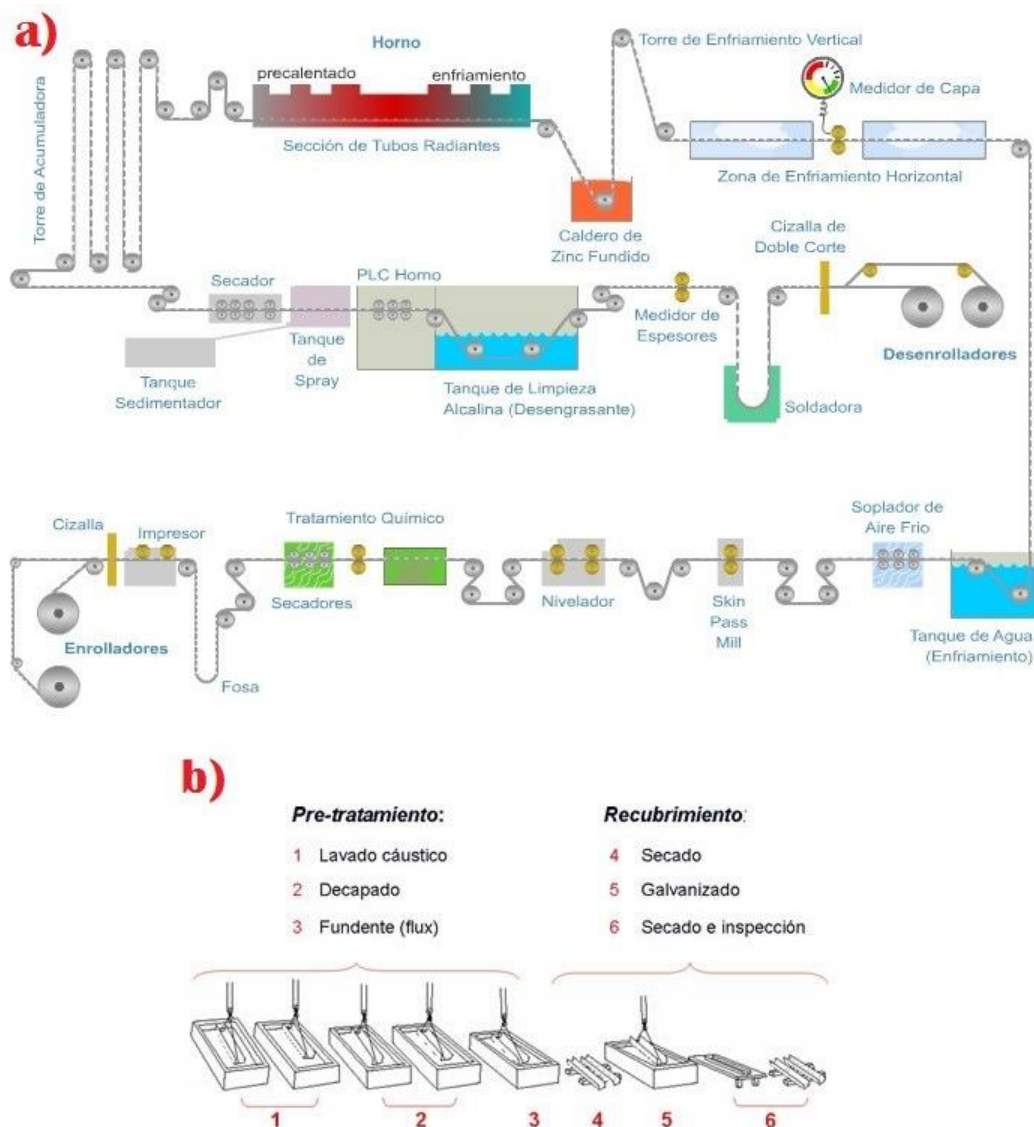 a)
Horno
precalentado
enfriamiento
Sección de Tubos Radiantes
Torre de Enfriamiento Vertical
Medidor de Capa
Zona de Enfriamiento Horizontal
Torre de Acumuladora
Caldero de
Zinc Fundido
Cizalla de
Doble Corte
Secador
PLC Homo
Medidor de
Espesores
Desenrolladores
Tanque
Sedimentador
Tanque
de
Spray
Tanque de Limpieza
Alcalina (Desengrasante)
Soldadora
Cizalla
Impresor
Tratamiento Químico
Soplador de
Aire Frio
Secadores
Nivelador
Skin
Pass
Mill
Tanque de Agua
(Enfriamiento)
Enrolladores
Fosa
b)
Pre-tratamiento:
1 Lavado cáustico
2 Decapado
3 Fundente (flux)
Recubrimiento:
4 Secado
5 Galvanizado
6 Secado e inspección
1 2 3 4 5 6